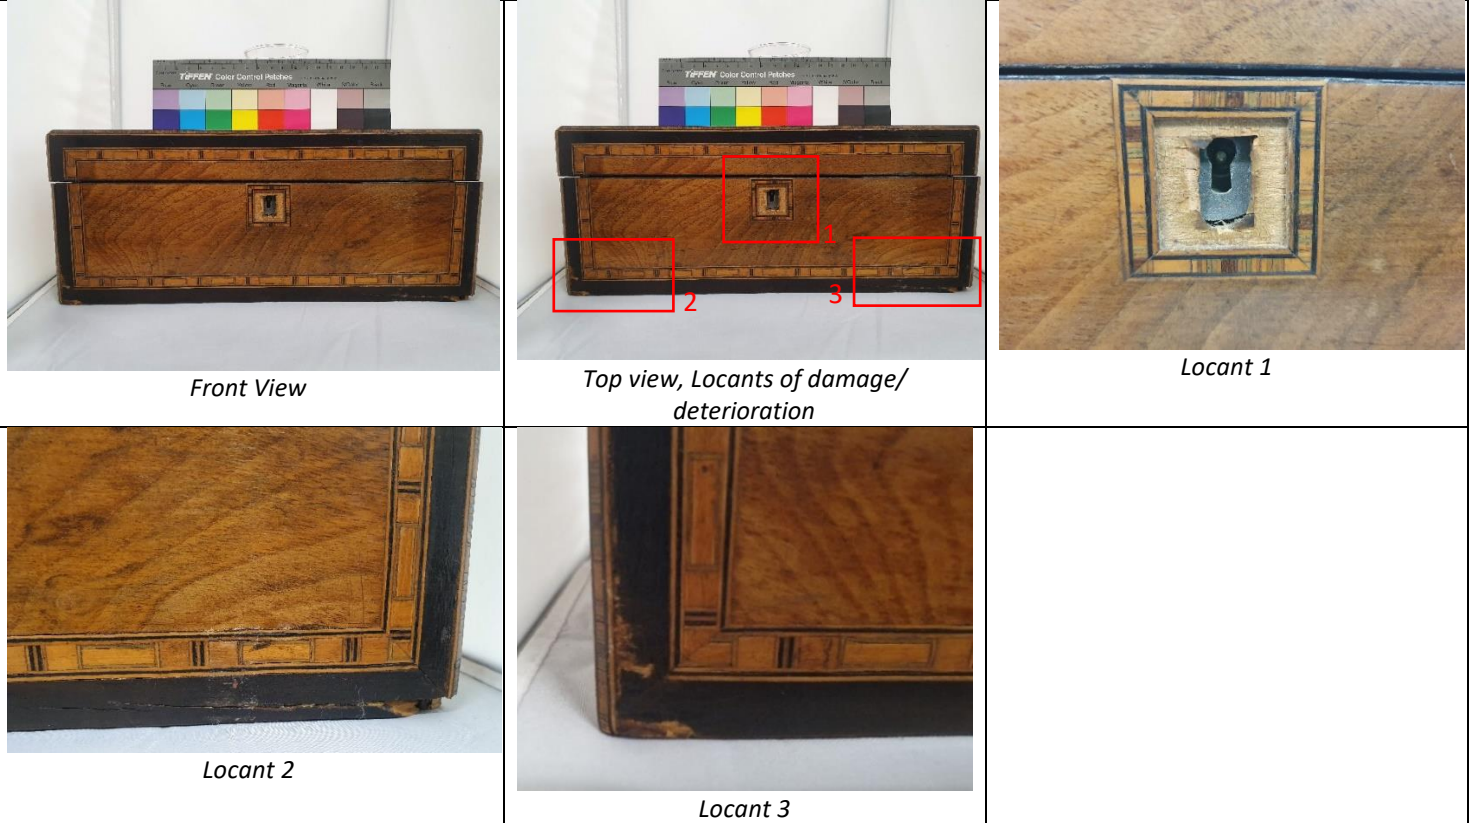 TIFFEN Color Control Patches
TIFFEN Color Control Patches
1
2
3
Front View
Top view, Locants of damage/
deterioration
Locant 1
Locant 2
Locant 3